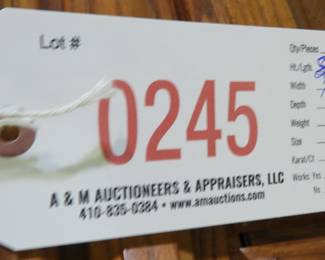 Lot #
0245
A & M AUCTIONEERS & APPRAISERS, LLC
410-835-0384 • www.amauctions.com
Qty/Pieces
Ht./Lgth.
Width
Depth
Weight
Size
Karat/Ct
Works Yes
No